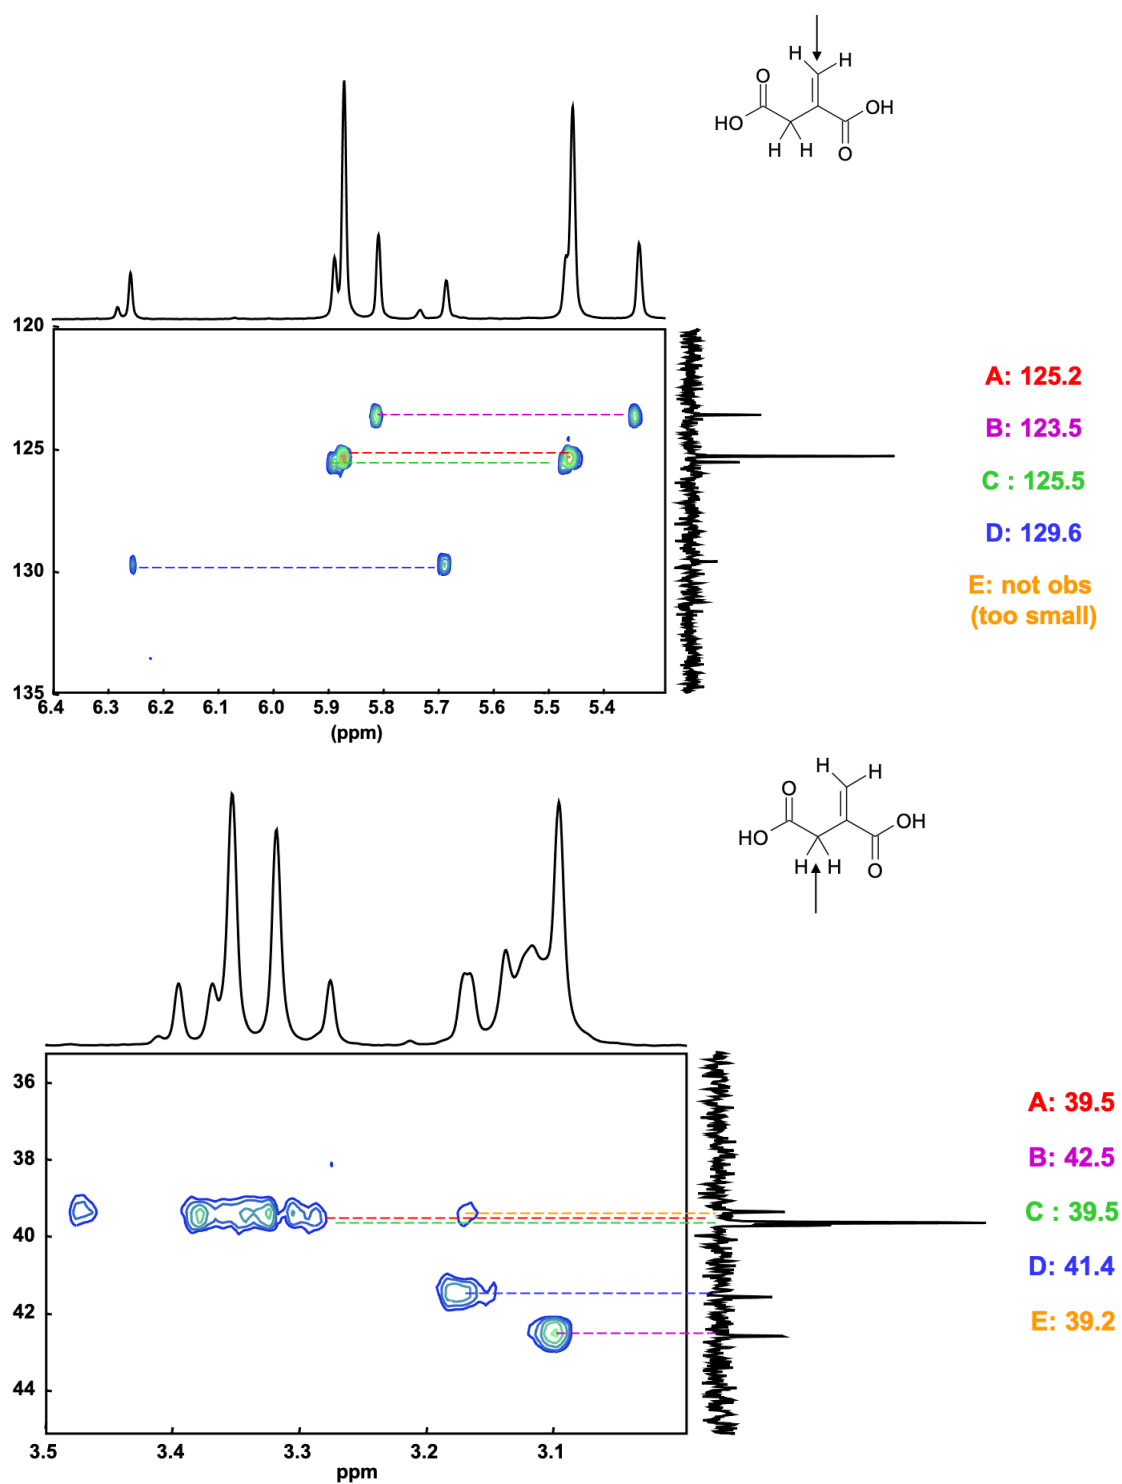 H H
O
OH
HO
H H
O
120
125
130
135
6.4 6.3 6.2 6.1 6.0 5.9 5.8 5.7 5.6 5.5 5.4
(ppm)
A: 125.2
B: 123.5
C : 125.5
D: 129.6
E: not obs
(too small)
H H
O
OH
HO
H H
O
36
38
40
42
44
3.5 3.4 3.3 3.2 3.1
ppm
A: 39.5
B: 42.5
C : 39.5
D: 41.4
E: 39.2